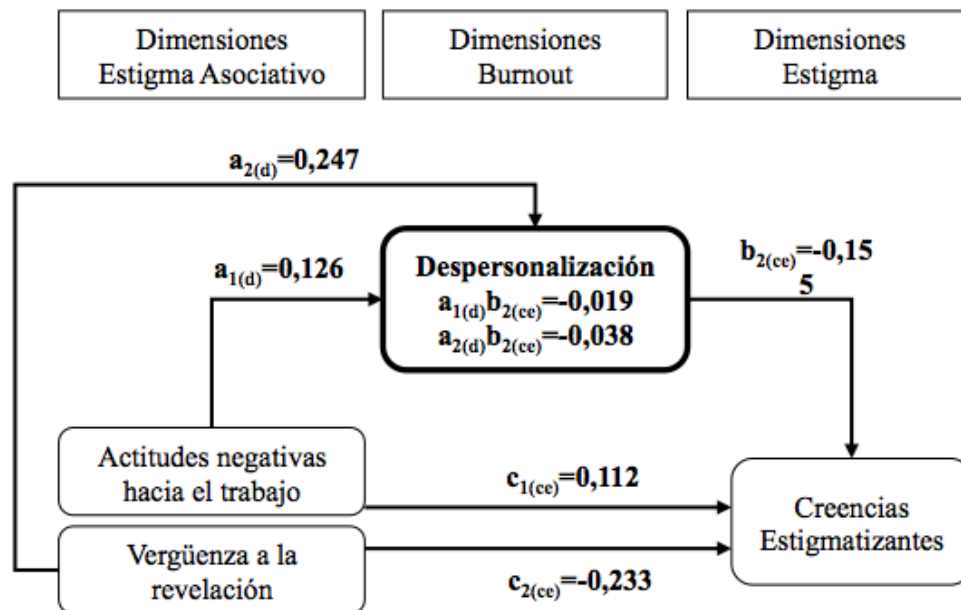 Dimensiones
Estigma Asociativo
Dimensiones
Burnout
Dimensiones
Estigma
a2(d)=0,247
a1(d)=0,126
Despersonalización
a1(d)b2(ce)=-0,019
a2(d)b2(ce)=-0,038
b2(ce)=-0,15
5
Actitudes negativas
hacia el trabajo
c1(ce)=0,112
Vergüenza a la
revelación
c2(ce)=-0,233
Creencias
Estigmatizantes